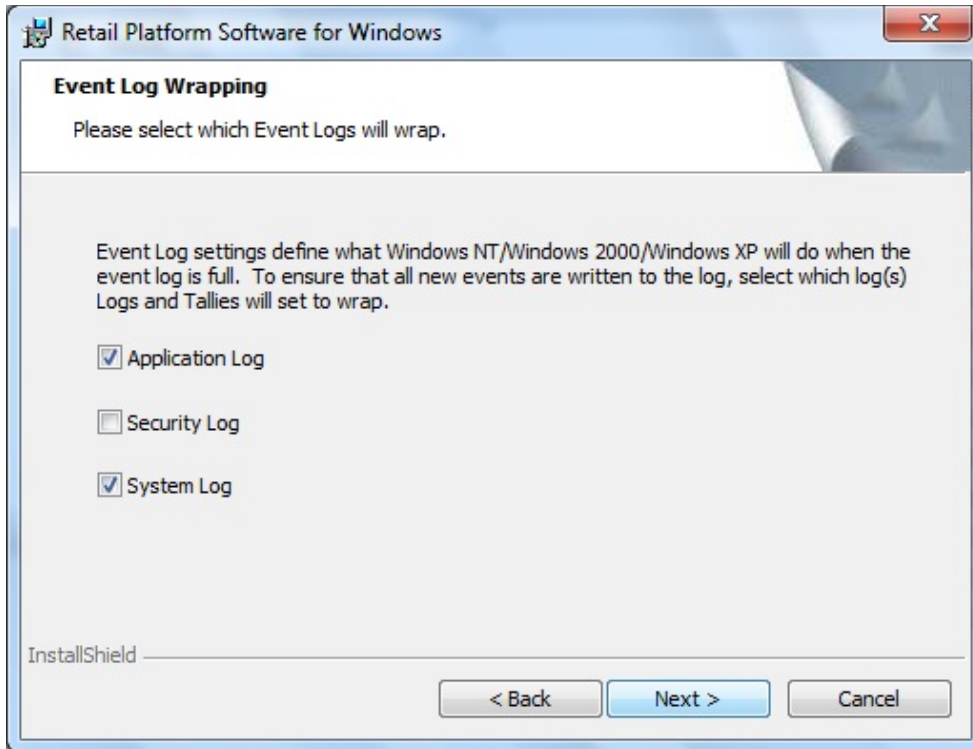 Retail Platform Software for Windows
Event Log Wrapping
Please select which Event Logs will wrap.
Event Log settings define what Windows NT/Windows 2000/Windows XP will do when the
event log is full.  To ensure that all new events are written to the log, select which log(s)
Logs and Tallies will set to wrap.
Application Log
Security Log
System Log
InstallShield
< Back
Next >
Cancel